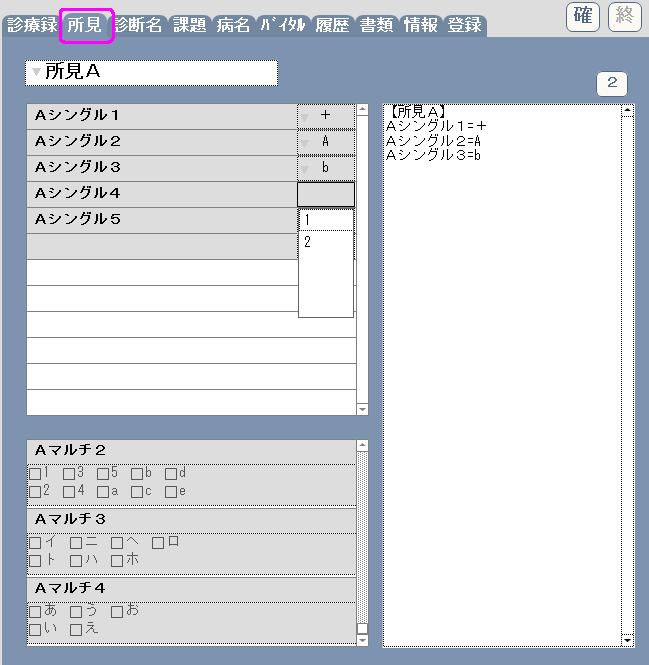 診療録 所見 診断名 課題 病名 ﾊﾞｲﾀﾙ 履歴 書類 情報 登録 確 終
所見Ａ
２
Ａシングル１ ＋
Ａシングル２ A
Ａシングル３ b
Ａシングル４
Ａシングル５
1
2
Ａマルチ２
1 3 5 b d
2 4 a c e
Ａマルチ３
イ ニ ヘ ロ
ト ハ ホ
Ａマルチ４
あ う お
い え
【所見Ａ】
Ａシングル１=＋
Ａシングル２=A
Ａシングル３=b